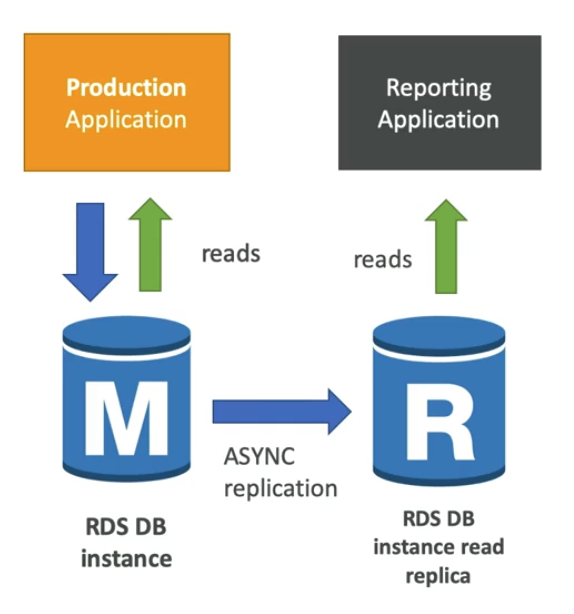 Production
Application
Reporting
Application
reads
reads
M
R
ASYNC
replication
RDS DB
instance
RDS DB
instance read
replica